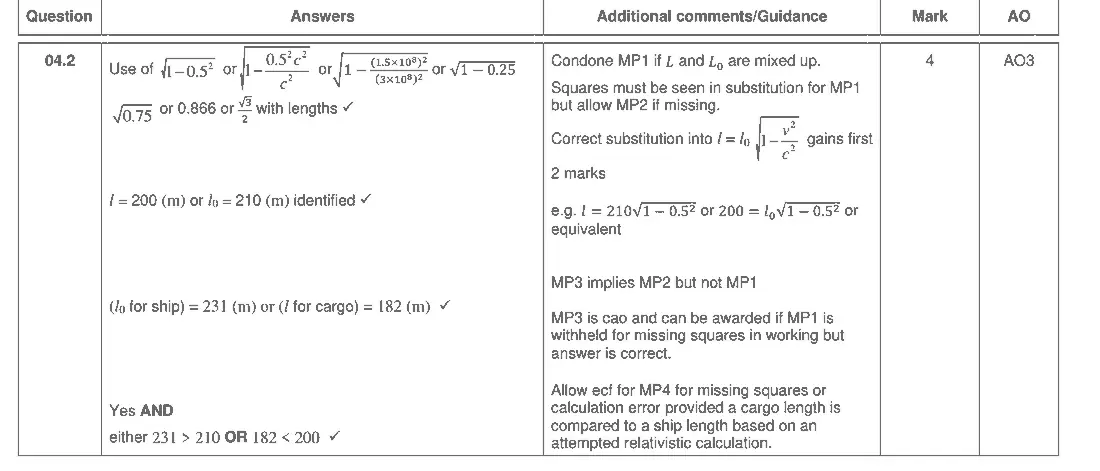 Question Answers Additional comments/Guidance Mark AO
04.2
Use of √1−0.5² or √1−0.5²c²/c² or √1 − (1.5×10⁸)²/(3×10⁸)² or √1 − 0.25
√0.75 or 0.866 or √3/2 with lengths ✓
l = 200 (m) or l₀ = 210 (m) identified ✓
(l₀ for ship) = 231 (m) or (l for cargo) = 182 (m) ✓
Yes AND
either 231 > 210 OR 182 < 200 ✓
Condone MP1 if L and L₀ are mixed up.
Squares must be seen in substitution for MP1
but allow MP2 if missing.
Correct substitution into l = l₀ √1−v²/c² gains first
2 marks
e.g. l = 210√1 − 0.5² or 200 = l₀√1 − 0.5² or
equivalent
MP3 implies MP2 but not MP1
MP3 is cao and can be awarded if MP1 is
withheld for missing squares in working but
answer is correct.
Allow ecf for MP4 for missing squares or
calculation error provided a cargo length is
compared to a ship length based on an
attempted relativistic calculation.
4
AO3